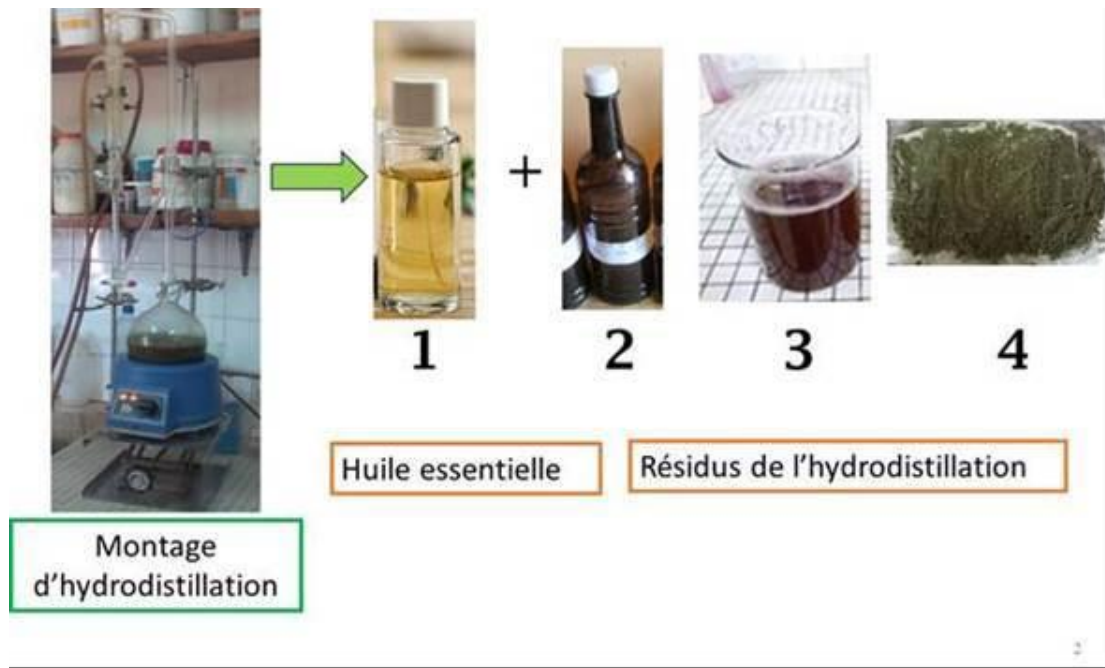 +
1
2
3
4
Huile essentielle
Résidus de l'hydrodistillation
Montage
d'hydrodistillation
2